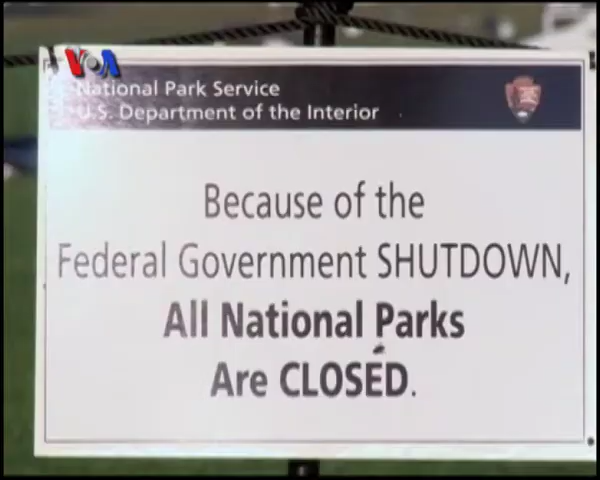 VOA
National Park Service
U.S. Department of the Interior
Because of the
Federal Government SHUTDOWN,
All National Parks
Are CLOSED.